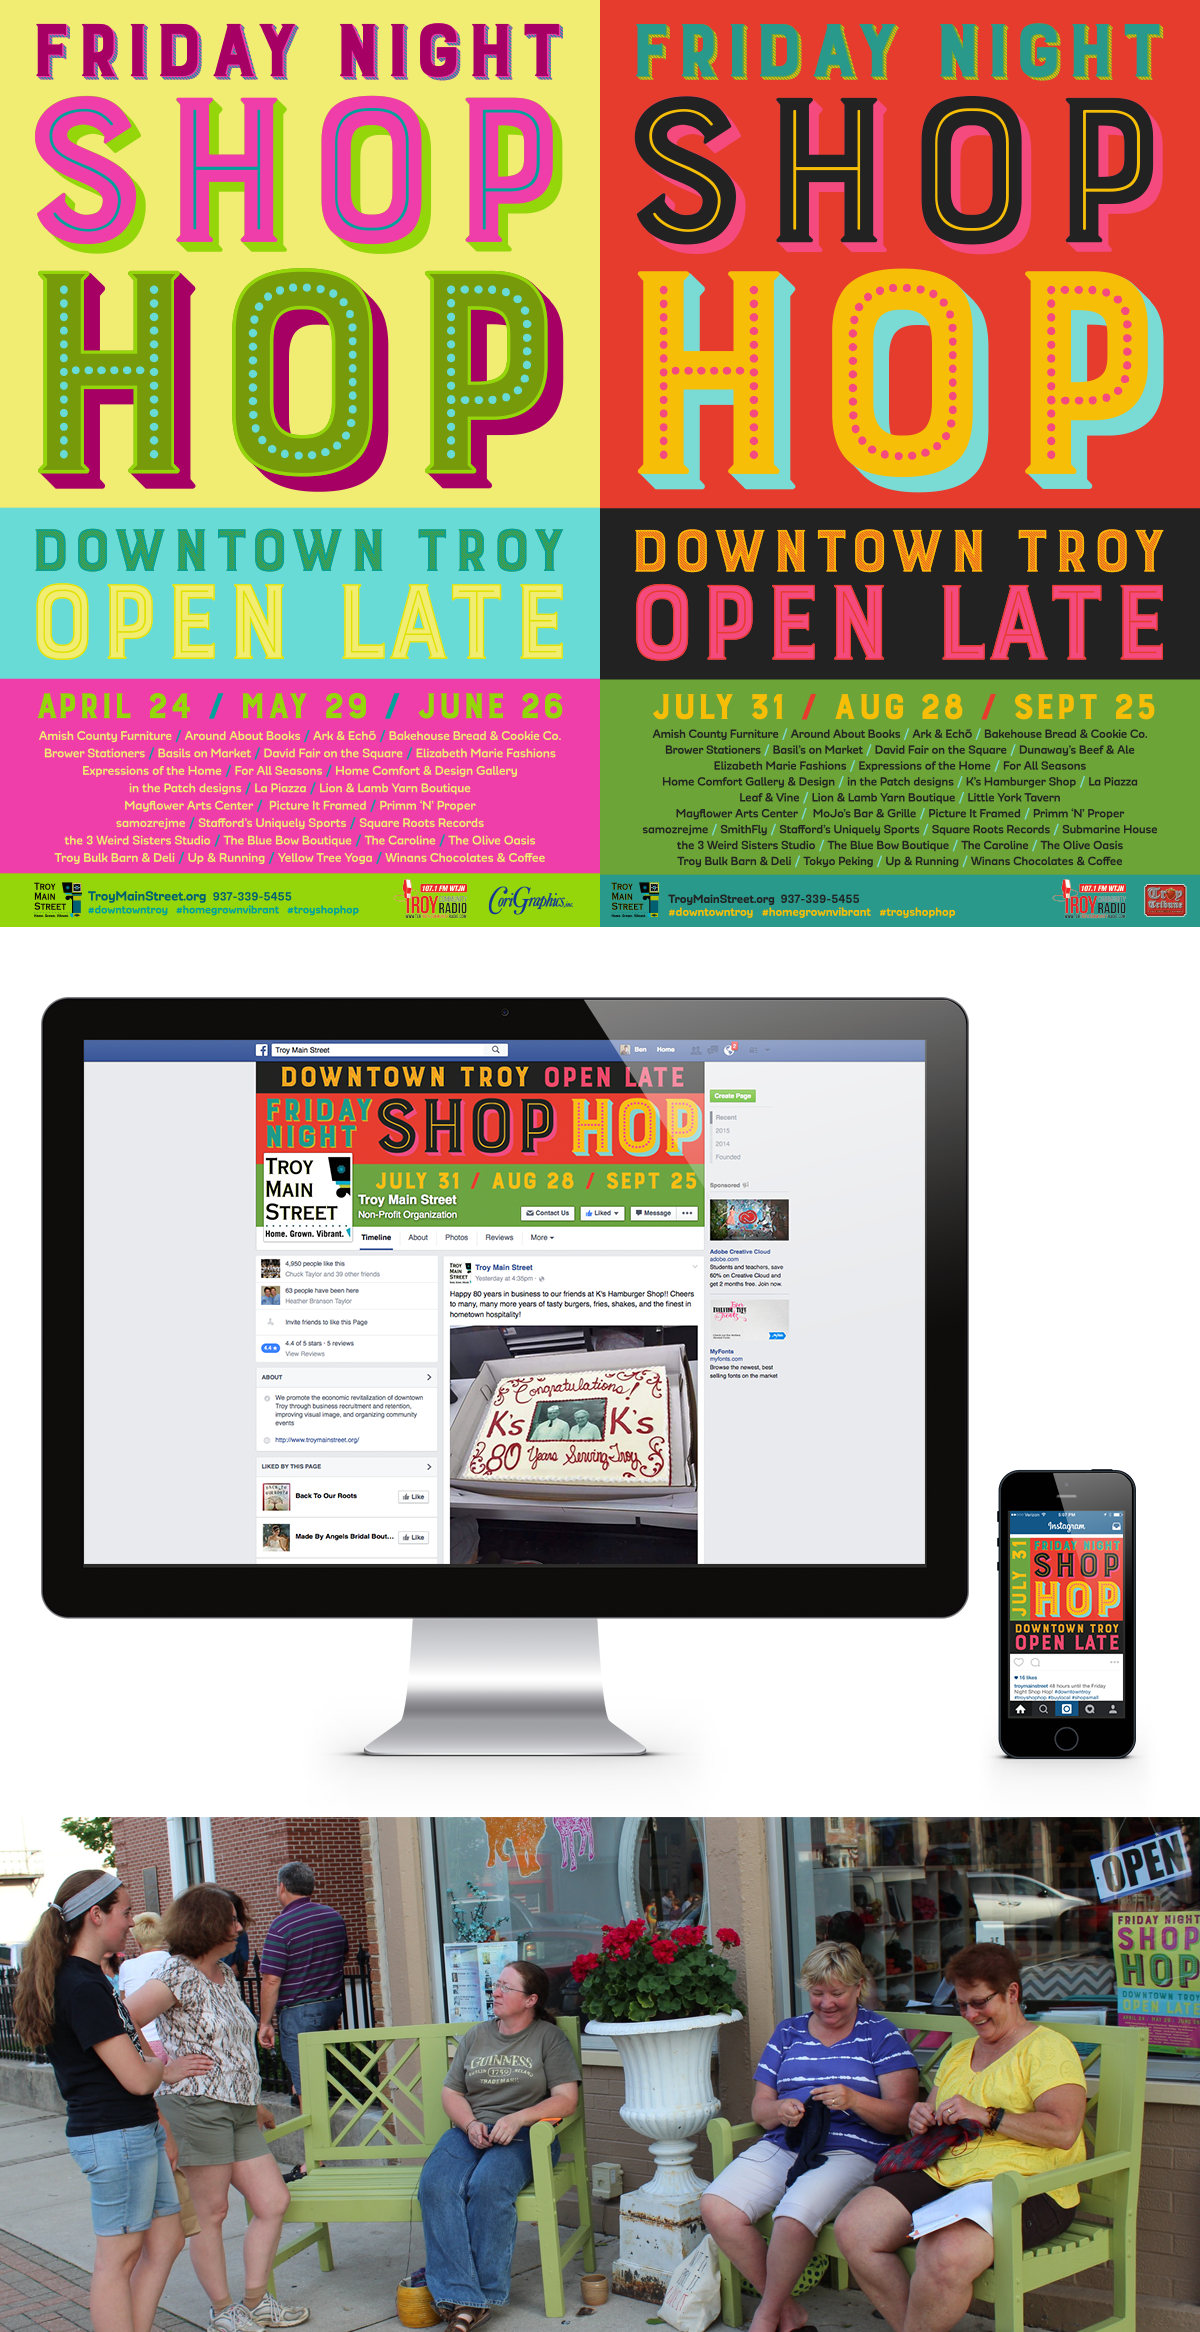 FRIDAY NIGHT
SHOP
HOP
DOWNTOWN TROY
OPEN LATE
APRIL 24 / MAY 29 / JUNE 26
Amish County Furniture / Around About Books / Ark & Echō / Bakehouse Bread & Cookie Co.
Brower Stationers / Basils on Market / David Fair on the Square / Elizabeth Marie Fashions
Expressions of the Home / For All Seasons / Home Comfort & Design Gallery
in the Patch designs / La Piazza / Lion & Lamb Yarn Boutique
Mayflower Arts Center / Picture It Framed / Primm 'N' Proper
samozrejme / Stafford's Uniquely Sports / Square Roots Records
the 3 Weird Sisters Studio / The Blue Bow Boutique / The Caroline / The Olive Oasis
Troy Bulk Barn & Deli / Up & Running / Yellow Tree Yoga / Winans Chocolates & Coffee
TROY
MAIN
STREET
Home. Grown. Vibrant.
TroyMainStreet.org 937-339-5455
#downtowntroy #homegrownvibrant #troyshophop
107.1 FM WTJN
TROY RADIO
CoriGraphics, inc.
FRIDAY NIGHT
SHOP
HOP
DOWNTOWN TROY
OPEN LATE
JULY 31 / AUG 28 / SEPT 25
Amish County Furniture / Around About Books / Ark & Echō / Bakehouse Bread & Cookie Co.
Brower Stationers / Basil's on Market / David Fair on the Square / Dunaway's Beef & Ale
Elizabeth Marie Fashions / Expressions of the Home / For All Seasons
Home Comfort Gallery & Design / in the Patch designs / K's Hamburger Shop / La Piazza
Leaf & Vine / Lion & Lamb Yarn Boutique / Little York Tavern
Mayflower Arts Center / MoJo's Bar & Grille / Picture It Framed / Primm 'N' Proper
samozrejme / SmithFly / Stafford's Uniquely Sports / Square Roots Records / Submarine House
the 3 Weird Sisters Studio / The Blue Bow Boutique / The Caroline / The Olive Oasis
Troy Bulk Barn & Deli / Tokyo Peking / Up & Running / Winans Chocolates & Coffee
TROY
MAIN
STREET
Home. Grown. Vibrant.
TroyMainStreet.org 937-339-5455
#downtowntroy #homegrownvibrant #troyshophop
107.1 FM WTJN
TROY RADIO
Troy
Tribune
Troy Main Street
Ben Home
2
DOWNTOWN TROY OPEN LATE
FRIDAY
NIGHT
SHOP HOP
JULY 31 / AUG 28 / SEPT 25
TROY
MAIN
STREET
Home. Grown. Vibrant.
Troy Main Street
Non-Profit Organization
Contact Us
Liked
Message
Timeline About Photos Reviews More
Create Page
Recent
2015
2014
Founded
4,950 people like this
Chuck Taylor and 39 other friends
63 people have been here
Heather Branson Taylor
Invite friends to like this Page
4.4
4.4 of 5 stars · 5 reviews
View Reviews
ABOUT
We promote the economic revitalization of downtown
Troy through business recruitment and retention,
improving visual image, and organizing community
events
http://www.troymainstreet.org/
LIKED BY THIS PAGE
Back To Our Roots
Like
Made By Angels Bridal Bout...
Like
TROY
MAIN
STREET
Troy Main Street
Yesterday at 4:35pm
Happy 80 years in business to our friends at K's Hamburger Shop!! Cheers
to many, many more years of tasty burgers, fries, shakes, and the finest in
hometown hospitality!
Congratulations!
K's K's
80 Years Serving Troy
Sponsored
Adobe Creative Cloud
adobe.com
Students and teachers, save
60% on Creative Cloud and
get 2 months free. Join now.
MyFonts
myfonts.com
Browse the newest, best
selling fonts on the market
Verizon 5:07 PM
Instagram
JULY 31
FRIDAY NIGHT
SHOP
HOP
DOWNTOWN TROY
OPEN LATE
16 likes
troymainstreet 48 hours until the Friday
Night Shop Hop! #downtowntroy
#troyshophop #buylocal #shopsmall
OPEN
FRIDAY NIGHT
SHOP
HOP
DOWNTOWN TROY
OPEN LATE
GUINNESS
1759
TRADE MARK